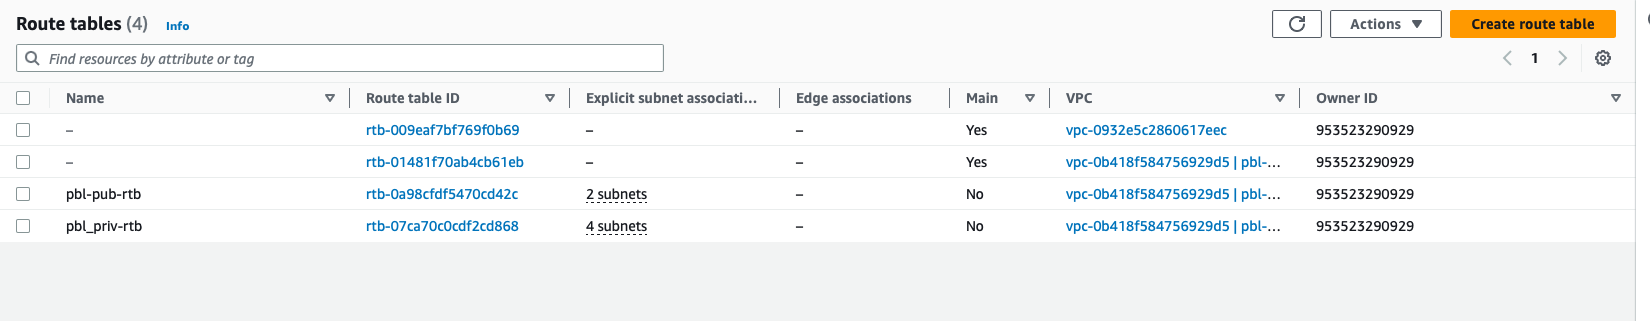 Route tables (4) Info
Actions Create route table
Find resources by attribute or tag
1
Name Route table ID Explicit subnet associati... Edge associations Main VPC Owner ID
– rtb-009eaf7bf769f0b69 – – Yes vpc-0932e5c2860617eec 953523290929
– rtb-01481f70ab4cb61eb – – Yes vpc-0b418f584756929d5 | pbl-... 953523290929
pbl-pub-rtb rtb-0a98cfdf5470cd42c 2 subnets – No vpc-0b418f584756929d5 | pbl-... 953523290929
pbl_priv-rtb rtb-07ca70c0cdf2cd868 4 subnets – No vpc-0b418f584756929d5 | pbl-... 953523290929